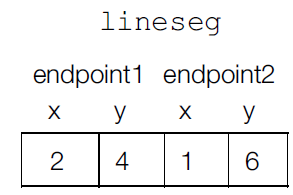 lineseg
endpoint1 endpoint2
x y x y
2 4 1 6